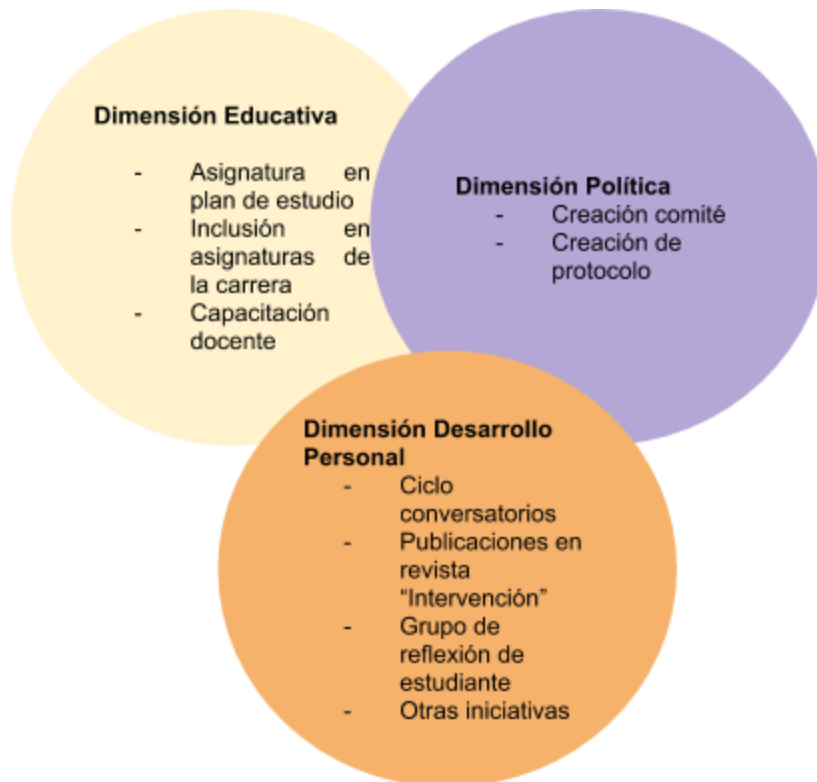 Dimensión Educativa
- Asignatura en
plan de estudio
- Inclusión en
asignaturas de
la carrera
- Capacitación
docente
Dimensión Política
- Creación comité
- Creación de
protocolo
Dimensión Desarrollo
Personal
- Ciclo
conversatorios
- Publicaciones en
revista
“Intervención”
- Grupo de
reflexión de
estudiante
- Otras iniciativas